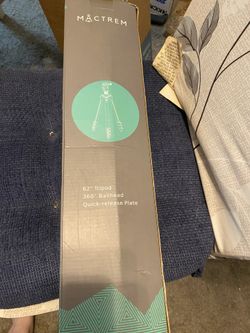 MACTREM
62" Tripod
360° Ballhead
Quick-release Plate